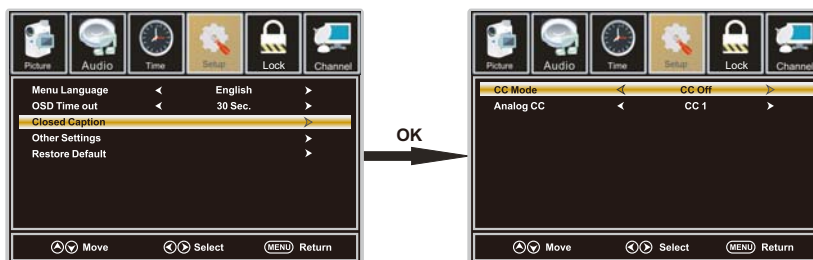 Picture Audio Time Setup Lock Channel
Menu Language English
OSD Time out 30 Sec.
Closed Caption
Other Settings
Restore Default
Move Select MENU Return
OK
Picture Audio Time Setup Lock Channel
CC Mode CC Off
Analog CC CC 1
Move Select MENU Return